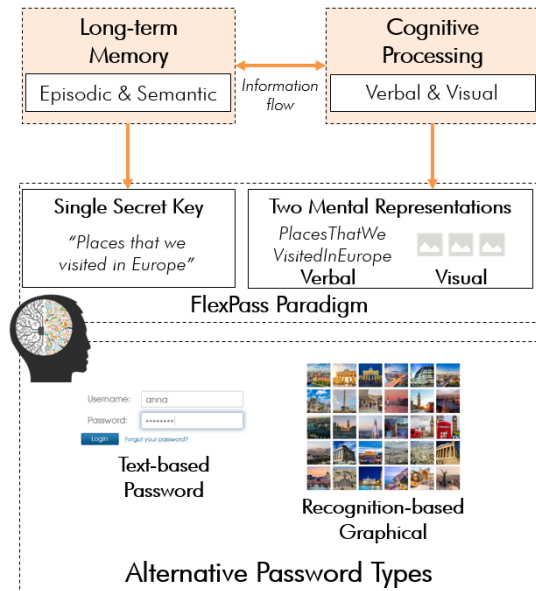 Long-term
Memory
Episodic & Semantic
Information
flow
Cognitive
Processing
Verbal & Visual
Single Secret Key
“Places that we
visited in Europe”
Two Mental Representations
PlacesThatWe
VisitedInEurope
Verbal
Visual
FlexPass Paradigm
Username:
anna
Password:
••••••••
Login
Forgot your password?
Text-based
Password
Recognition-based
Graphical
Alternative Password Types